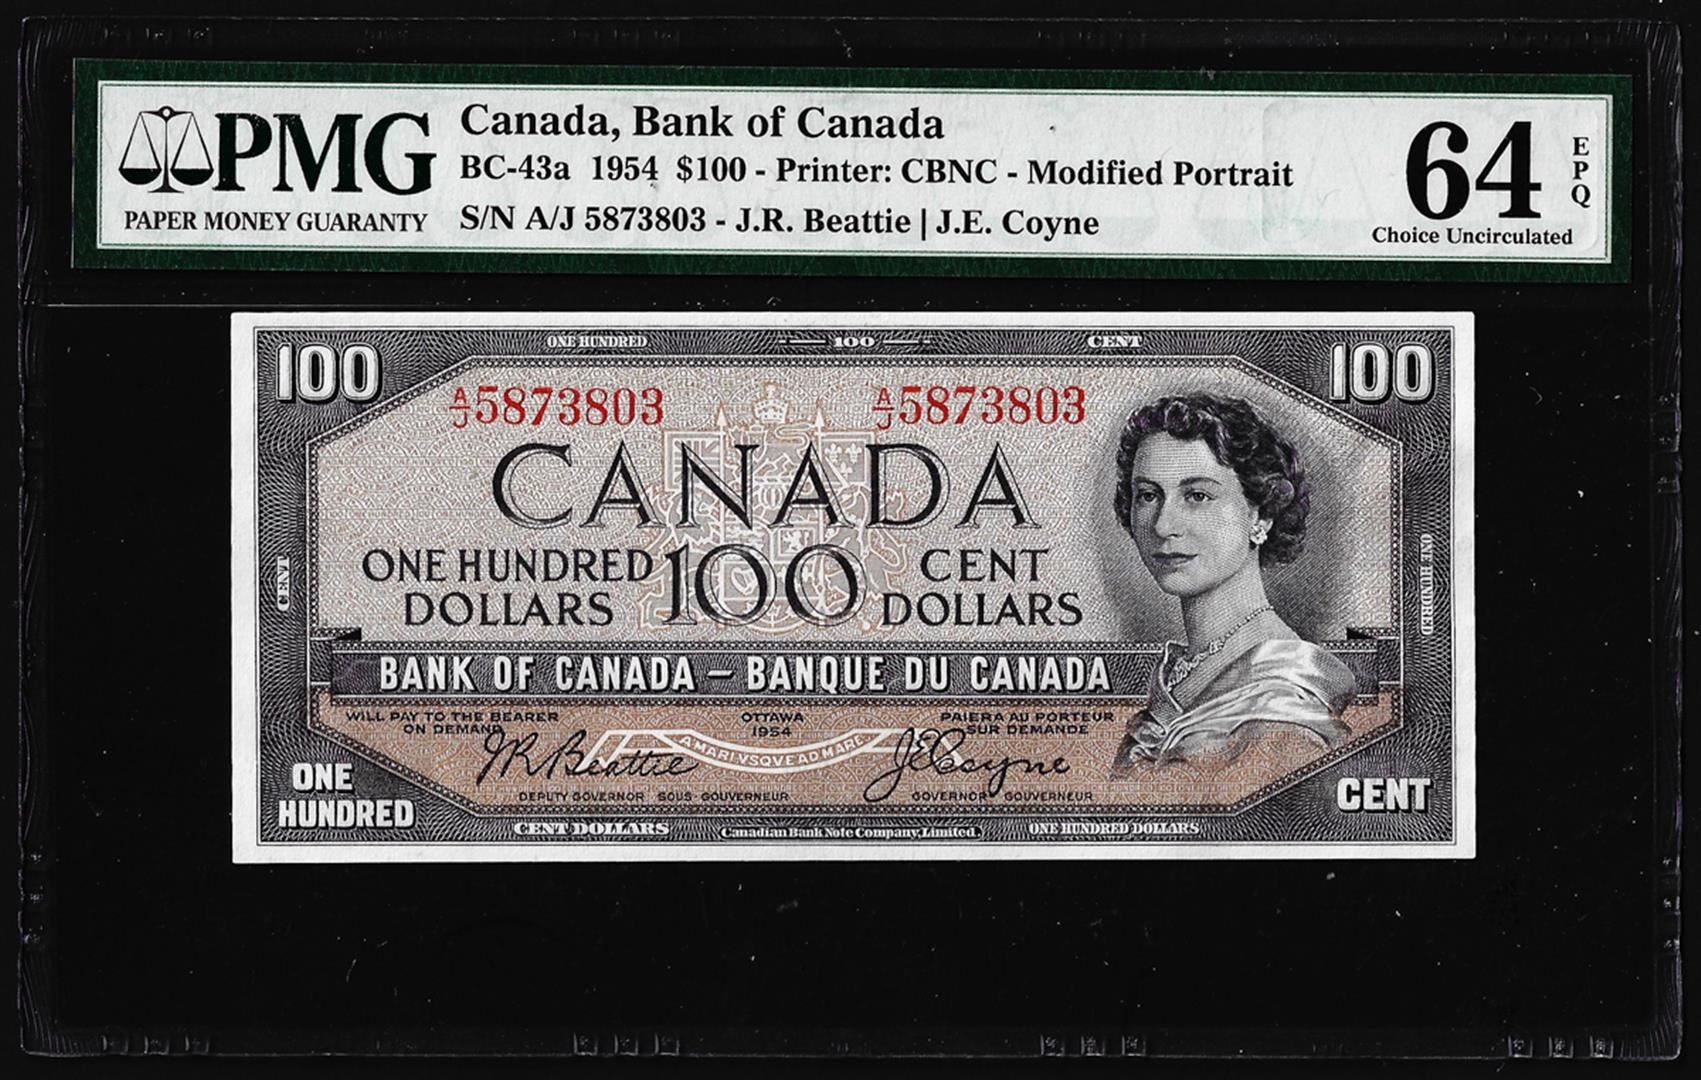 PMG
PAPER MONEY GUARANTY
Canada, Bank of Canada
BC-43a 1954 $100 - Printer: CBNC - Modified Portrait
S/N A/J 5873803 - J.R. Beattie | J.E. Coyne
64
EPQ
Choice Uncirculated
ONE HUNDRED 100 CENT
100 100
A/J 5873803 A/J 5873803
CANADA
ONE HUNDRED DOLLARS 100 CENT DOLLARS
CENT
ONE HUNDRED
BANK OF CANADA – BANQUE DU CANADA
WILL PAY TO THE BEARER ON DEMAND
OTTAWA
1954
PAIERA AU PORTEUR SUR DEMANDE
A MARI VSQVE AD MARE
JR Beattie
J E Coyne
DEPUTY GOVERNOR SOUS-GOUVERNEUR
GOVERNOR GOUVERNEUR
ONE HUNDRED
CENT
CENT DOLLARS Canadian Bank Note Company, Limited. ONE HUNDRED DOLLARS